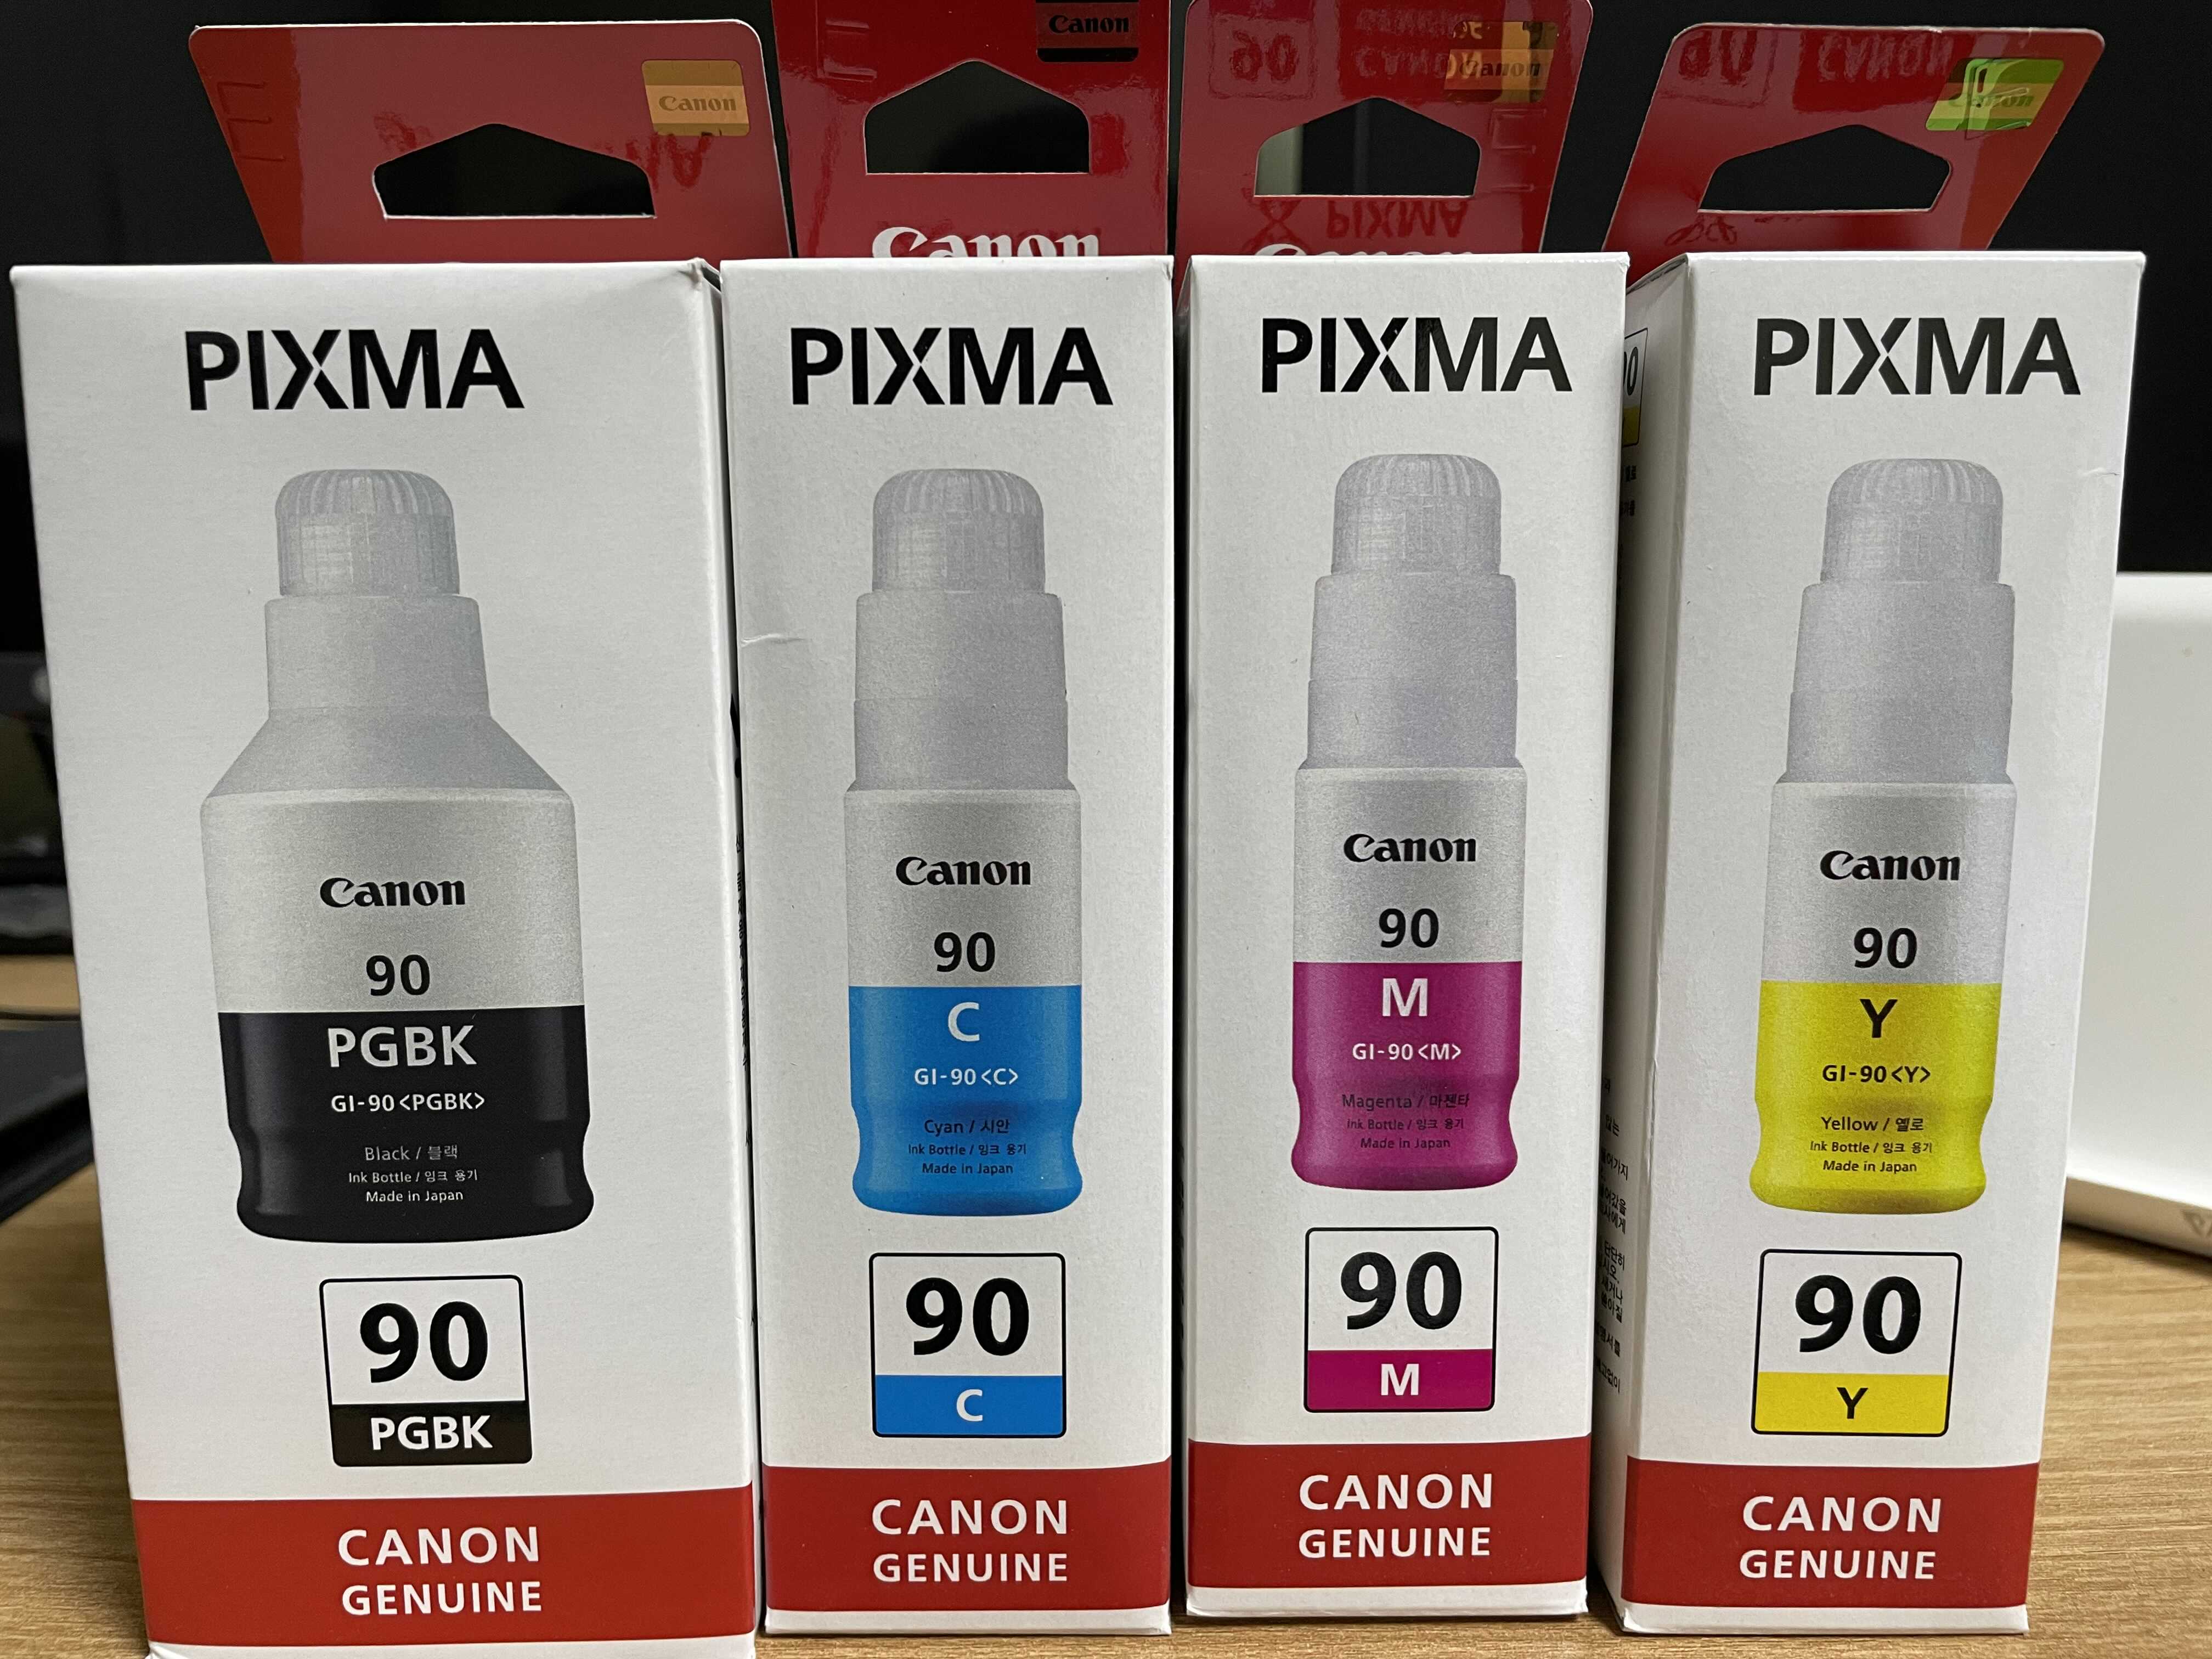 Canon
Canon
Canon
Canon
Canon
PIXMA
Canon
90
PGBK
GI-90<PGBK>
Black / 블랙
Ink Bottle / 잉크 용기
Made in Japan
90
PGBK
CANON
GENUINE
PIXMA
Canon
90
C
GI-90<C>
Cyan / 시안
Ink Bottle / 잉크 용기
Made in Japan
90
C
CANON
GENUINE
PIXMA
Canon
90
M
GI-90<M>
Magenta / 마젠타
Ink Bottle / 잉크 용기
Made in Japan
90
M
CANON
GENUINE
PIXMA
Canon
90
Y
GI-90<Y>
Yellow / 옐로
Ink Bottle / 잉크 용기
Made in Japan
90
Y
CANON
GENUINE